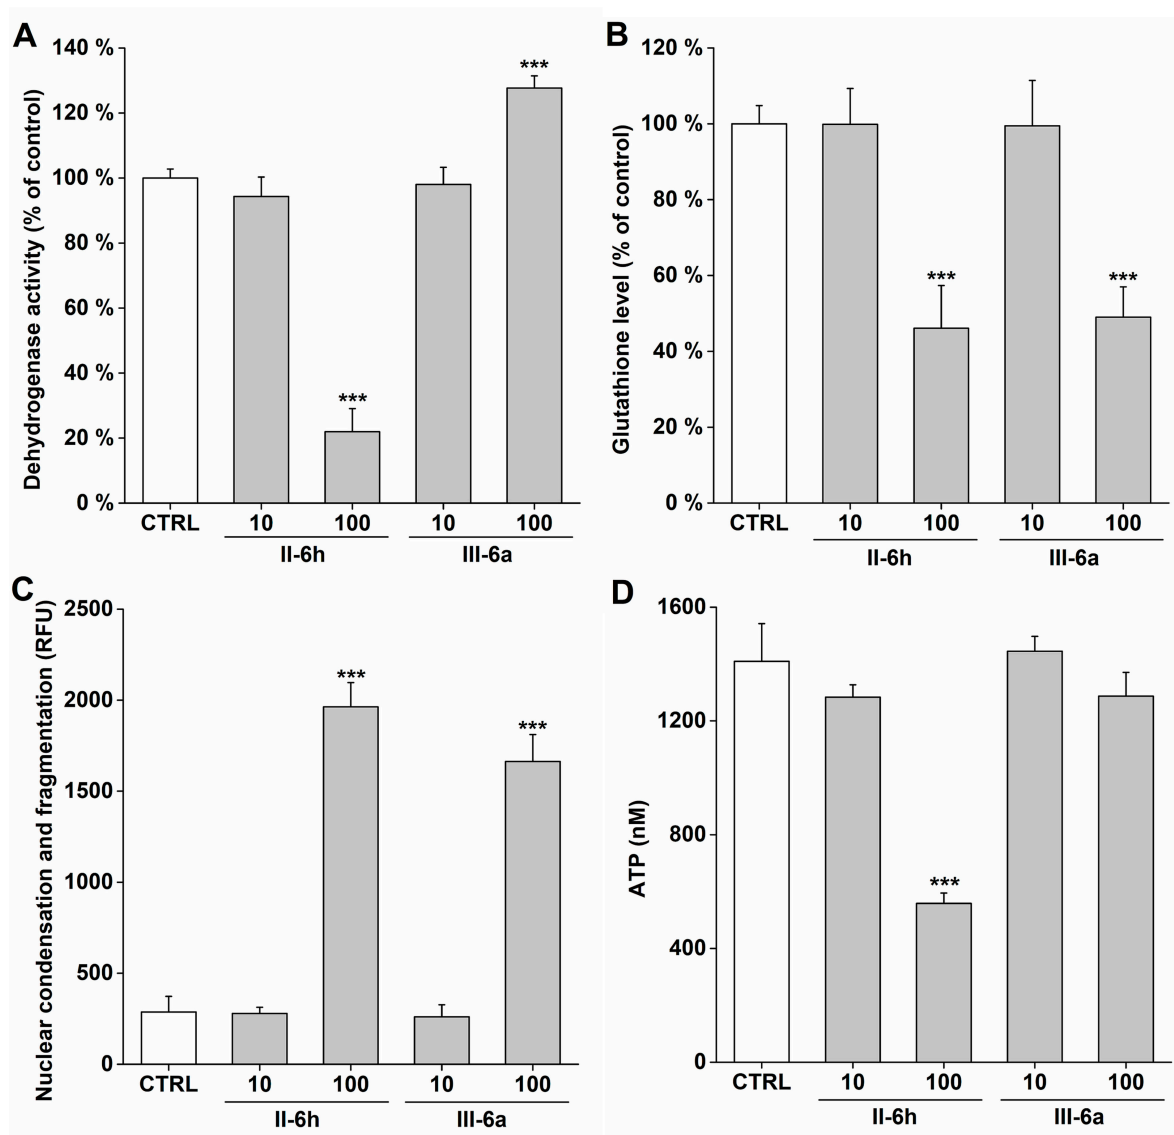 A
Dehydrogenase activity (% of control)
140 %
120 %
100 %
80 %
60 %
40 %
20 %
0 %
***
***
CTRL 10 100 10 100
II-6h III-6a
B
Glutathione level (% of control)
120 %
100 %
80 %
60 %
40 %
20 %
0 %
***
***
CTRL 10 100 10 100
II-6h III-6a
C
Nuclear condensation and fragmentation (RFU)
2500
2000
1500
1000
500
0
***
***
CTRL 10 100 10 100
II-6h III-6a
D
ATP (nM)
1600
1200
800
400
0
***
CTRL 10 100 10 100
II-6h III-6a